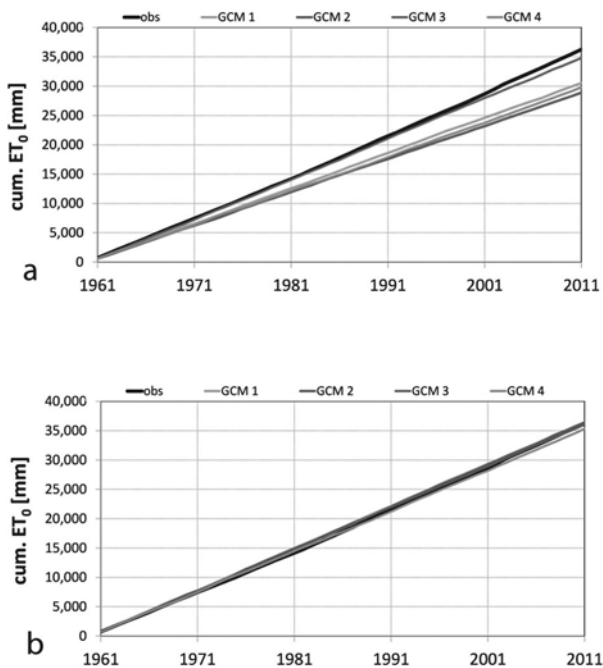 obs GCM 1 GCM 2 GCM 3 GCM 4
40,000
35,000
30,000
25,000
20,000
15,000
10,000
5,000
0
cum. ET₀ [mm]
a
1961 1971 1981 1991 2001 2011
obs GCM 1 GCM 2 GCM 3 GCM 4
40,000
35,000
30,000
25,000
20,000
15,000
10,000
5,000
0
cum. ET₀ [mm]
b
1961 1971 1981 1991 2001 2011